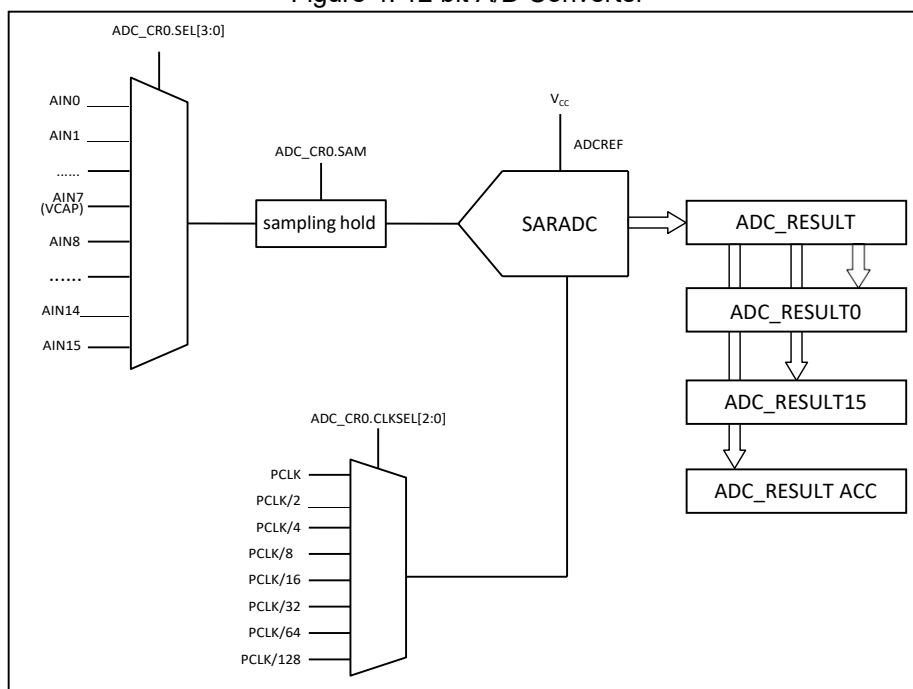 Figure 4. 12-bit A/D Converter
ADC_CR0.SEL[3:0]
AIN0
AIN1
......
AIN7
(VCAP)
AIN8
......
AIN14
AIN15
ADC_CR0.SAM
sampling hold
VCC
ADCREF
SARADC
ADC_RESULT
ADC_RESULT0
ADC_RESULT15
ADC_RESULT ACC
ADC_CR0.CLKSEL[2:0]
PCLK
PCLK/2
PCLK/4
PCLK/8
PCLK/16
PCLK/32
PCLK/64
PCLK/128